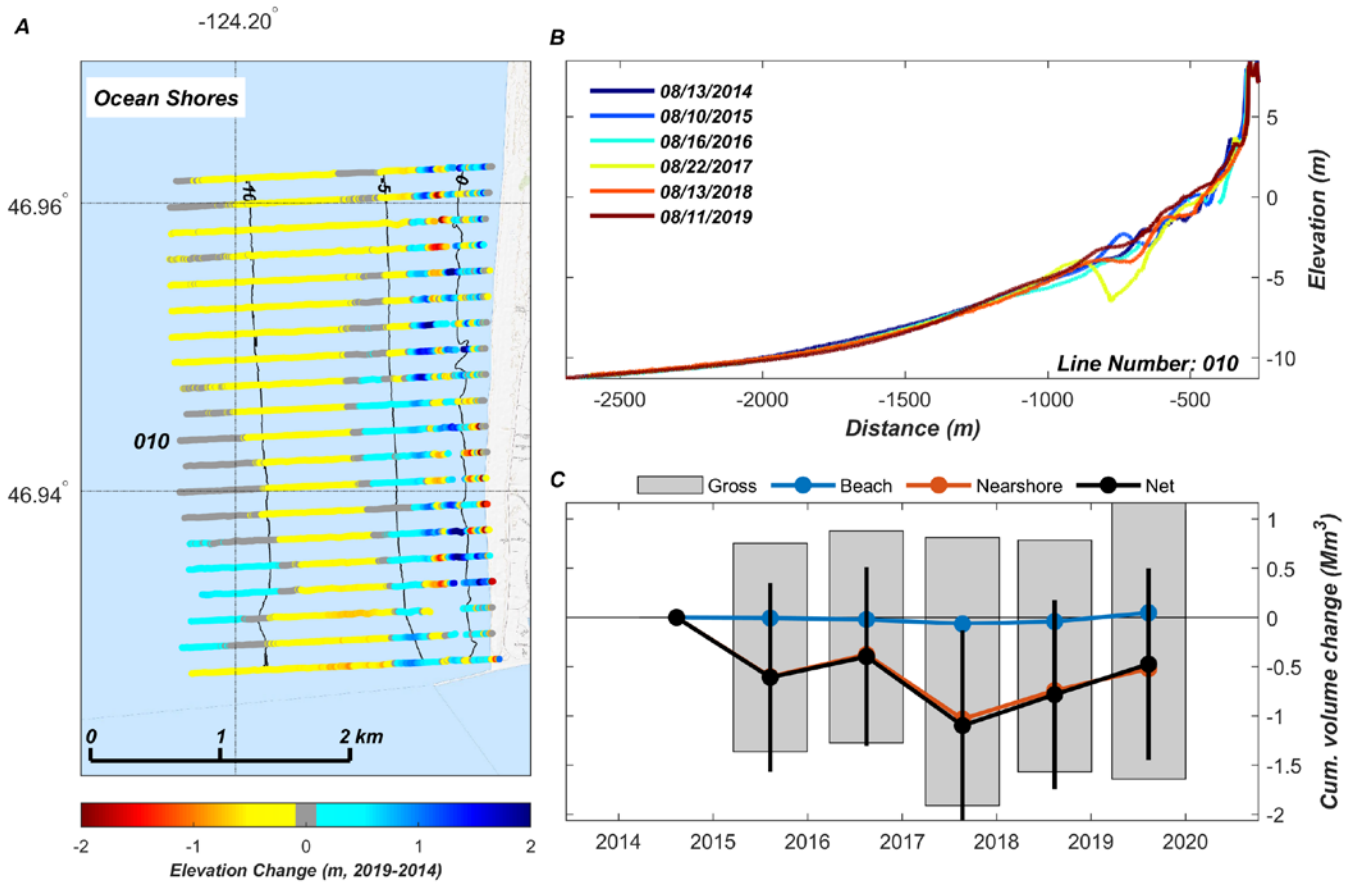 A
-124.20°
Ocean Shores
46.96°
46.94°
-10
-5
0
010
0 1 2 km
-2 -1 0 1 2
Elevation Change (m, 2019-2014)
B
08/13/2014
08/10/2015
08/16/2016
08/22/2017
08/13/2018
08/11/2019
5
0
-5
-10
Elevation (m)
Line Number: 010
-2500 -2000 -1500 -1000 -500
Distance (m)
C
Gross Beach Nearshore Net
1
0.5
0
-0.5
-1
-1.5
-2
Cum. volume change (Mm³)
2014 2015 2016 2017 2018 2019 2020